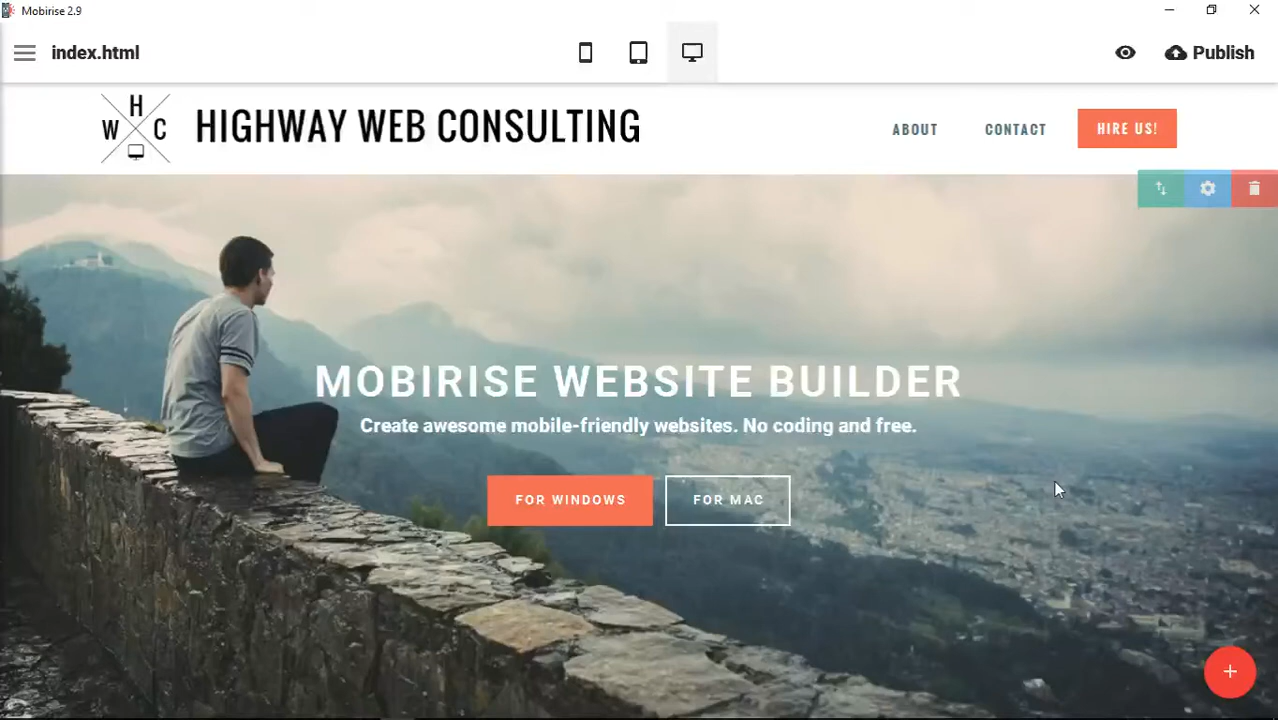 Mobirise 2.9
index.html
Publish
H
W C
HIGHWAY WEB CONSULTING
ABOUT CONTACT HIRE US!
MOBIRISE WEBSITE BUILDER
Create awesome mobile-friendly websites. No coding and free.
FOR WINDOWS FOR MAC